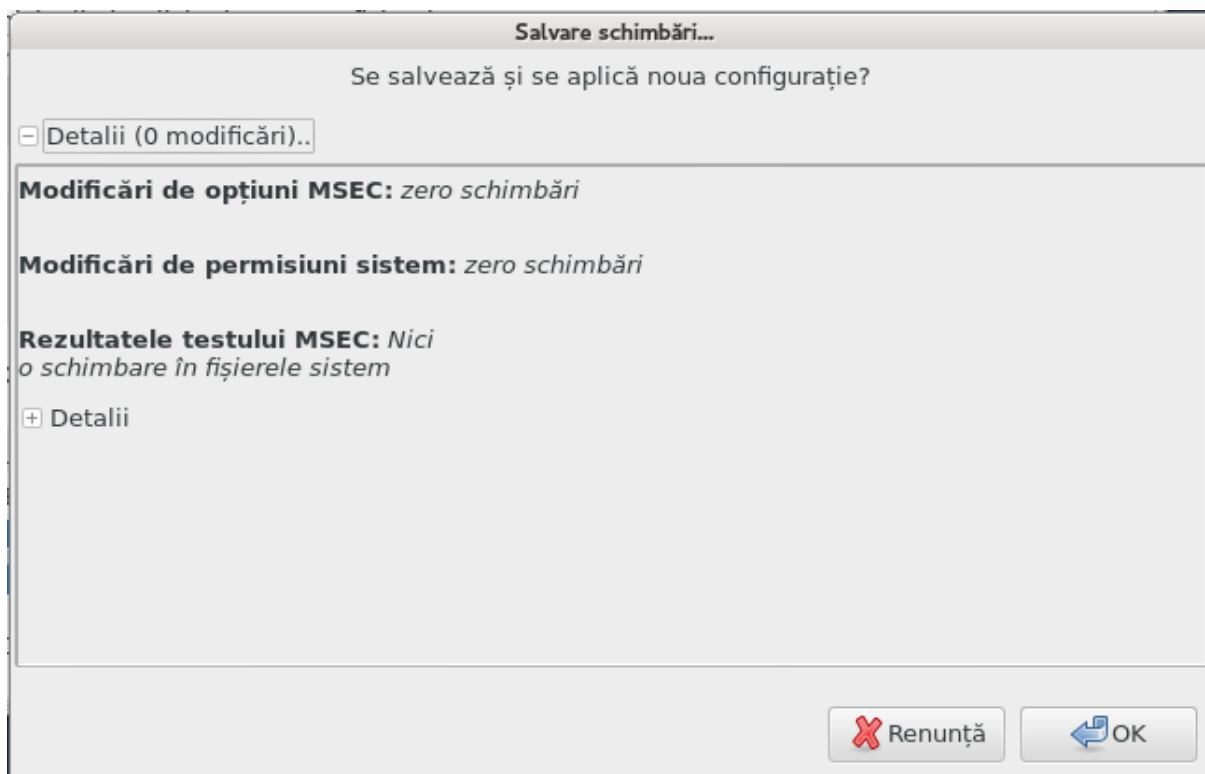 Salvare schimbări...
Se salvează și se aplică noua configurație?
Detalii (0 modificări)..
Modificări de opțiuni MSEC: zero schimbări
Modificări de permisiuni sistem: zero schimbări
Rezultatele testului MSEC: Nici
o schimbare în fișierele sistem
Detalii
Renunță
OK